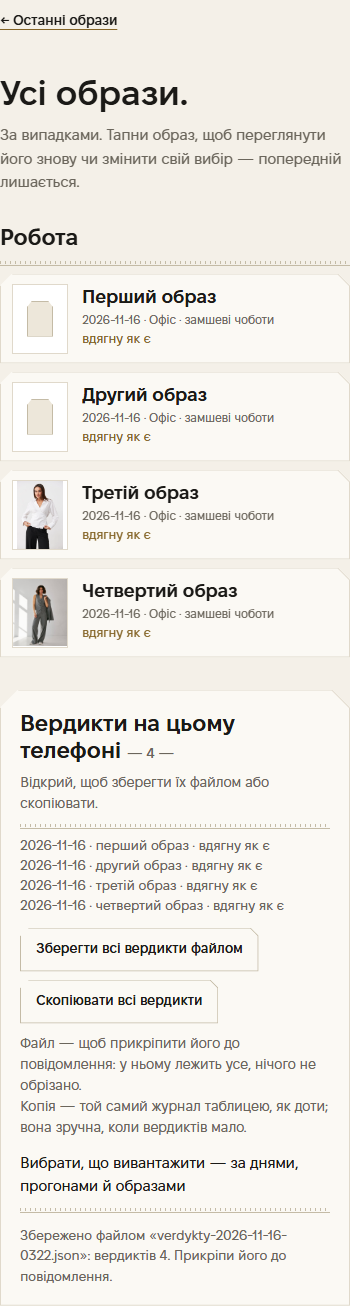 ← Останні образи
Усі образи.
За випадками. Тапни образ, щоб переглянути
його знову чи змінити свій вибір — попередній
лишається.
Робота
Перший образ
2026-11-16 · Офіс · замшеві чоботи
вдягну як є
Другий образ
2026-11-16 · Офіс · замшеві чоботи
вдягну як є
Третій образ
2026-11-16 · Офіс · замшеві чоботи
вдягну як є
Четвертий образ
2026-11-16 · Офіс · замшеві чоботи
вдягну як є
Вердикти на цьому
телефоні — 4 —
Відкрий, щоб зберегти їх файлом або
скопіювати.
2026-11-16 · перший образ · вдягну як є
2026-11-16 · другий образ · вдягну як є
2026-11-16 · третій образ · вдягну як є
2026-11-16 · четвертий образ · вдягну як є
Зберегти всі вердикти файлом
Скопіювати всі вердикти
Файл — щоб прикріпити його до
повідомлення: у ньому лежить усе, нічого не
обрізано.
Копія — той самий журнал таблицею, як доти;
вона зручна, коли вердиктів мало.
Вибрати, що вивантажити — за днями,
прогонами й образами
Збережено файлом «verdykty-2026-11-16-
0322.json»: вердиктів 4. Прикріпи його до
повідомлення.